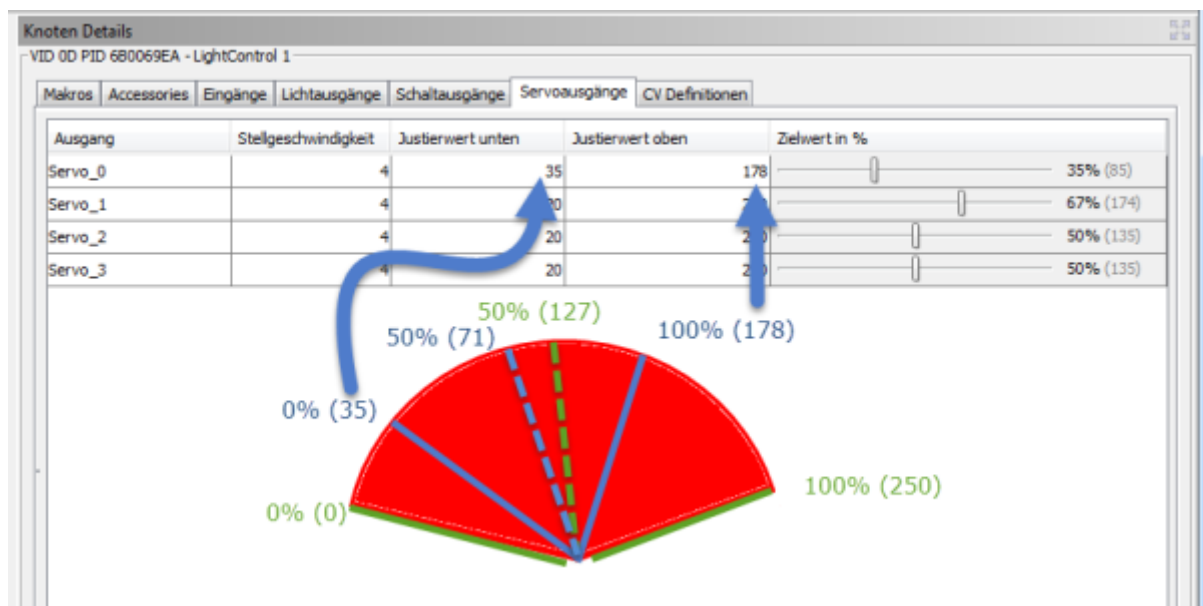 Knoten Details
VID 0D PID 6B0069EA - LightControl 1
Makros Accessories Eingänge Lichtausgänge Schaltausgänge Servoausgänge CV Definitionen
Ausgang Stellgeschwindigkeit Justierwert unten Justierwert oben Zielwert in %
Servo_0 4 35 178 35% (85)
Servo_1 4 67% (174)
Servo_2 4 20 50% (135)
Servo_3 4 20 50% (135)
50% (127)
50% (71)
100% (178)
0% (35)
100% (250)
0% (0)